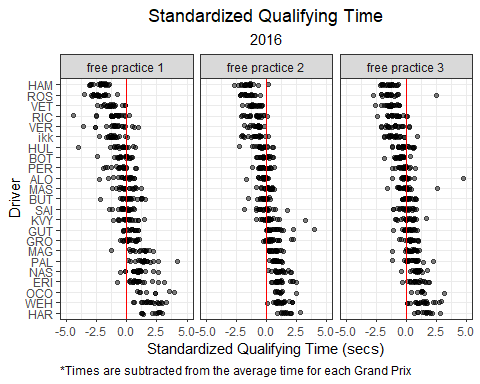 Standardized Qualifying Time
2016
free practice 1 free practice 2 free practice 3
Driver
HAM
ROS
VET
RIC
VER
ikk
HUL
BOT
PER
ALO
MAS
BUT
SAI
KVY
GUT
GRO
MAG
PAL
NAS
ERI
OCO
WEH
HAR
-5.0 -2.5 0.0 2.5 5.0 -5.0 -2.5 0.0 2.5 5.0 -5.0 -2.5 0.0 2.5 5.0
Standardized Qualifying Time (secs)
*Times are subtracted from the average time for each Grand Prix